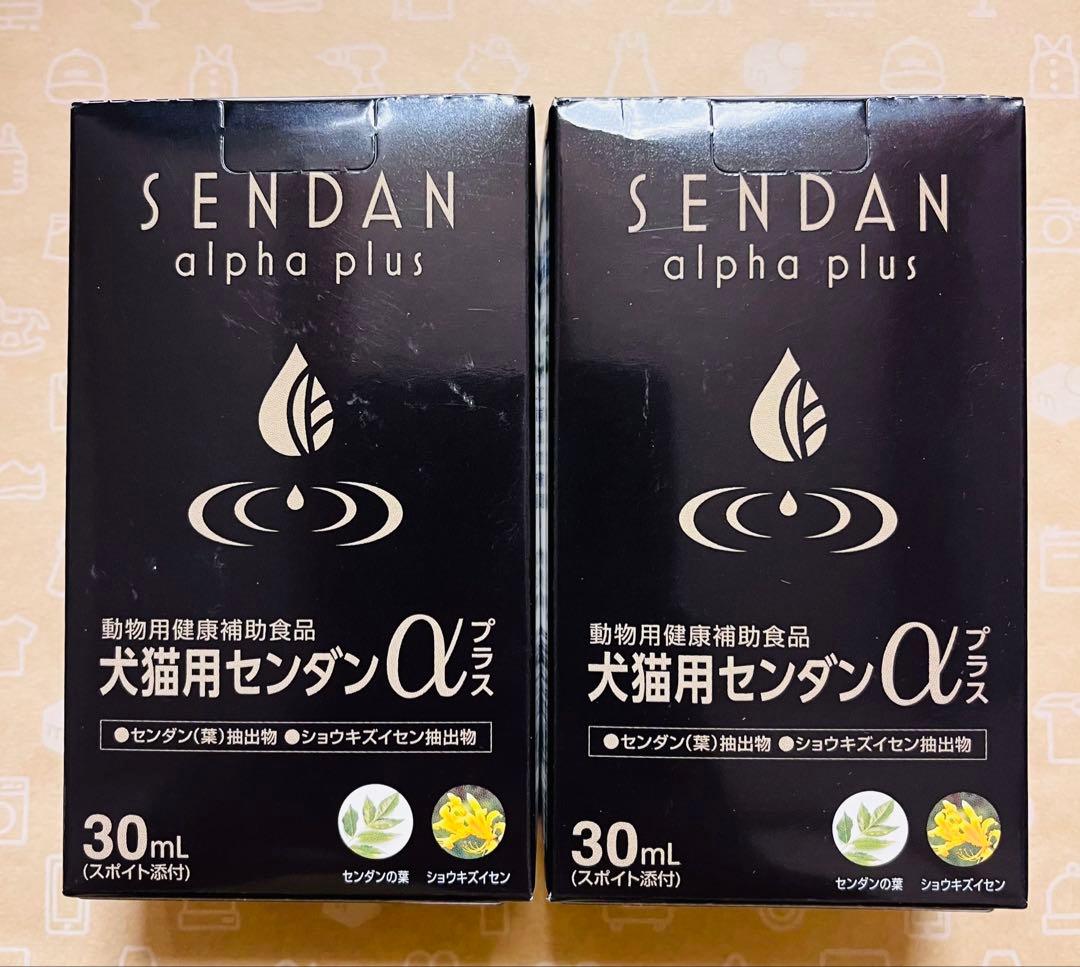 SENDAN
alpha plus
動物用健康補助食品
犬猫用センダンαプラス
●センダン(葉)抽出物 ●ショウキズイセン抽出物
30mL
(スポイト添付)
センダンの葉
ショウキズイセン
SENDAN
alpha plus
動物用健康補助食品
犬猫用センダンαプラス
●センダン(葉)抽出物 ●ショウキズイセン抽出物
30mL
(スポイト添付)
センダンの葉
ショウキズイセン